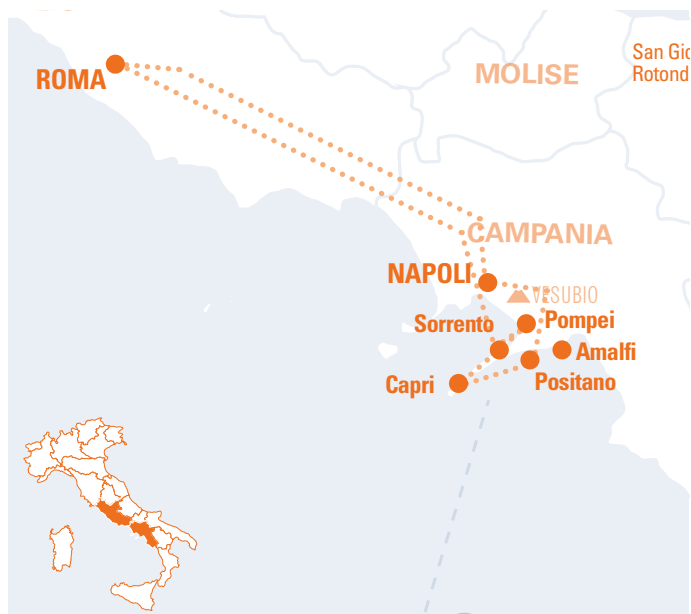 ROMA
MOLISE
San Gio
Rotond
CAMPANIA
NAPOLI
VESUBIO
Sorrento
Pompei
Amalfi
Capri
Positano